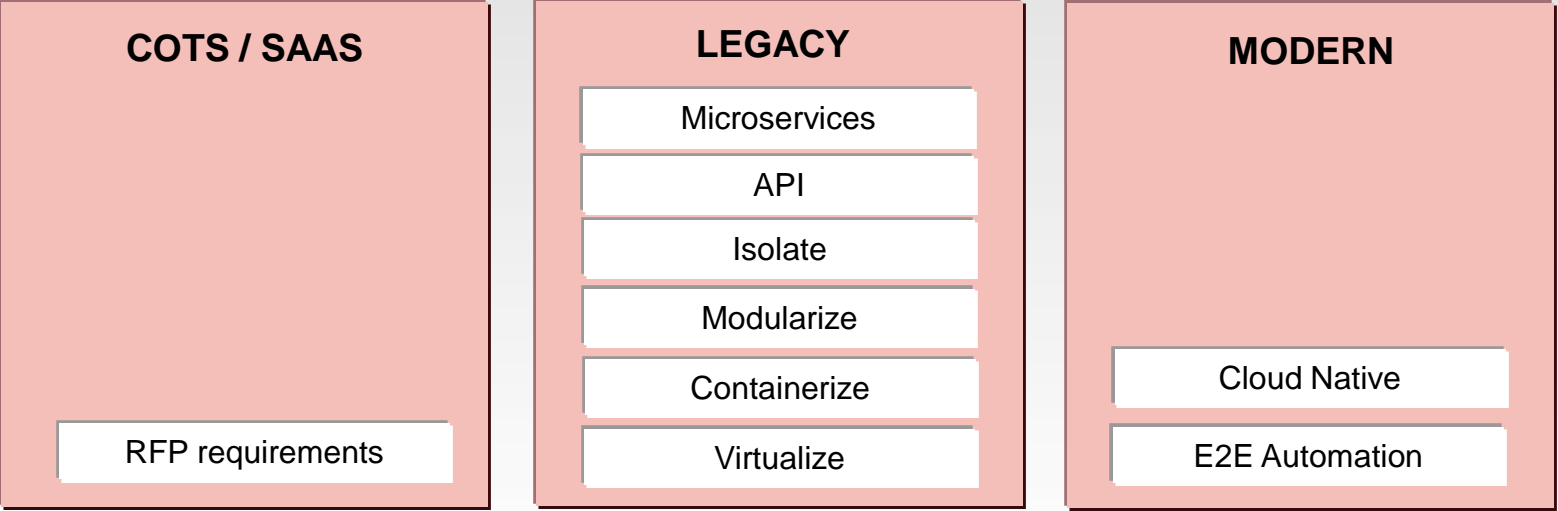 COTS / SAAS
RFP requirements
LEGACY
Microservices
API
Isolate
Modularize
Containerize
Virtualize
MODERN
Cloud Native
E2E Automation